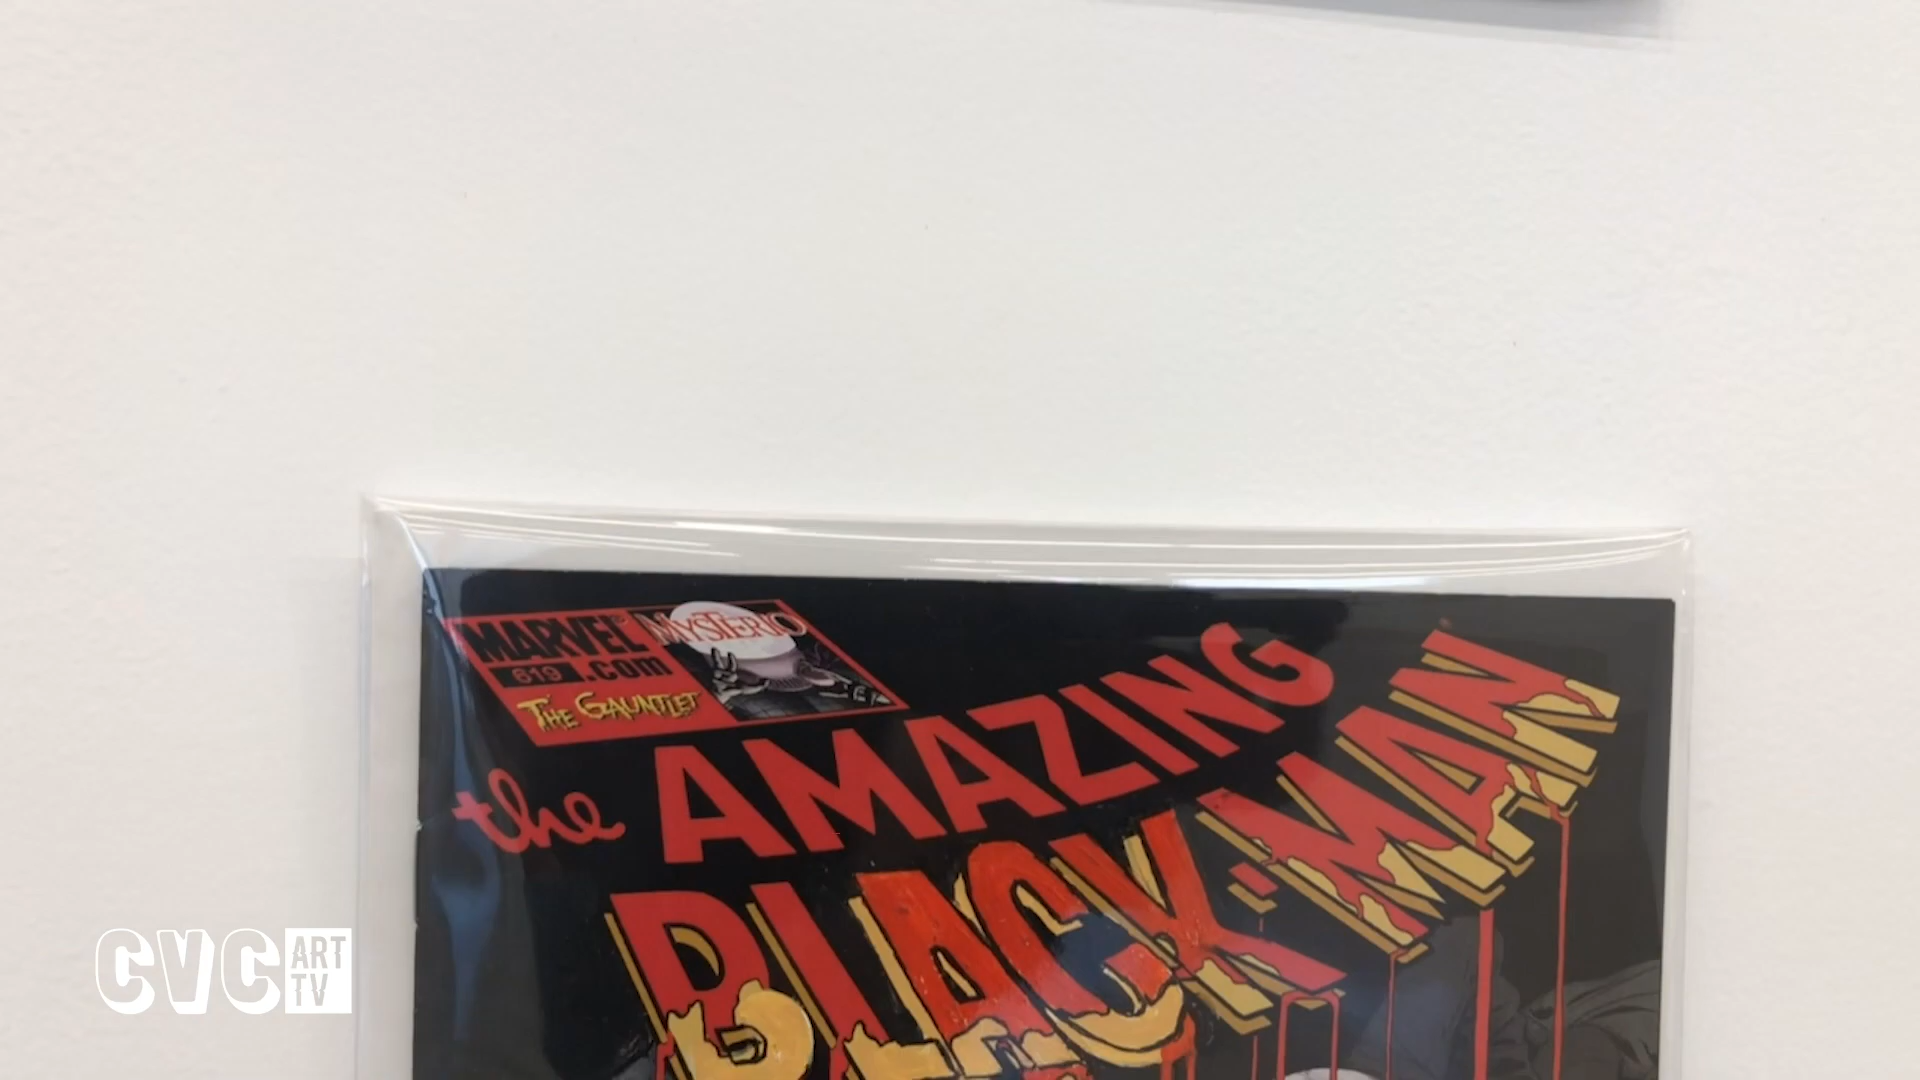 MARVEL
619 .com
MYSTERIO
THE GAUNTLET
the AMAZING
BLACK-MAN
CVC ART TV